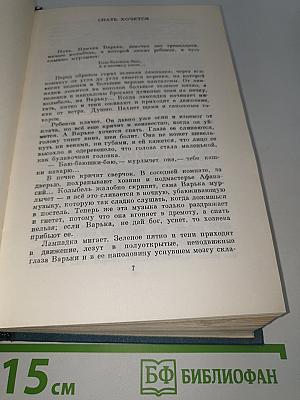 СПАТЬ ХОЧЕТСЯ
Ночь. Нянька Варька, девочка лет тринадцати,
качает колыбель, в которой лежит ребенок, и чуть
слышно мурлычет:
Баю-баюшки-баю,
А я песенку спою...
Перед образом горит зеленая лампадка; через всю
комнату от угла до угла тянется веревка, на которой
висят пеленки и большие черные панталоны. От лам-
падки ложится на потолок большое зеленое пятно, а
пеленки и панталоны бросают длинные тени на печку,
колыбель, на Варьку... Когда лампадка начинает ми-
гать, пятно и тени оживают и приходят в движение,
как от ветра. Душно. Пахнет щами и сапожным то-
варом.
Ребенок плачет. Он давно уже осип и изнемог от
плача, но всё еще кричит и неизвестно, когда он уй-
мется. А Варьке хочется спать. Глаза ее слипаются,
голову тянет вниз, шея болит. Она не может шевель-
нуть ни веками, ни губами, и ей кажется, что лицо ее
высохло и одеревенело, что голова стала маленькой,
как булавочная головка.
— Баю-баюшки-баю, — мурлычет она, — тебе каш-
ки наварю...
В печке кричит сверчок. В соседней комнате, за
дверью, похрапывают хозяин и подмастерье Афана-
сий... Колыбель жалобно скрипит, сама Варька мур-
лычет — и всё это сливается в ночную, убаюкивающую
музыку, которую так сладко слушать, когда ложишься
в постель. Теперь же эта музыка только раздражает
и гнетет, потому что она вгоняет в дремоту, а спать
нельзя; если Варька, не дай бог, уснет, то хозяева
прибьют ее.
Лампадка мигает. Зеленое пятно и тени приходят
в движение, лезут в полуоткрытые, неподвижные
глаза Варьки и в ее наполовину уснувшем мозгу скла-
7
15 см
БФ БИБЛИОФАН